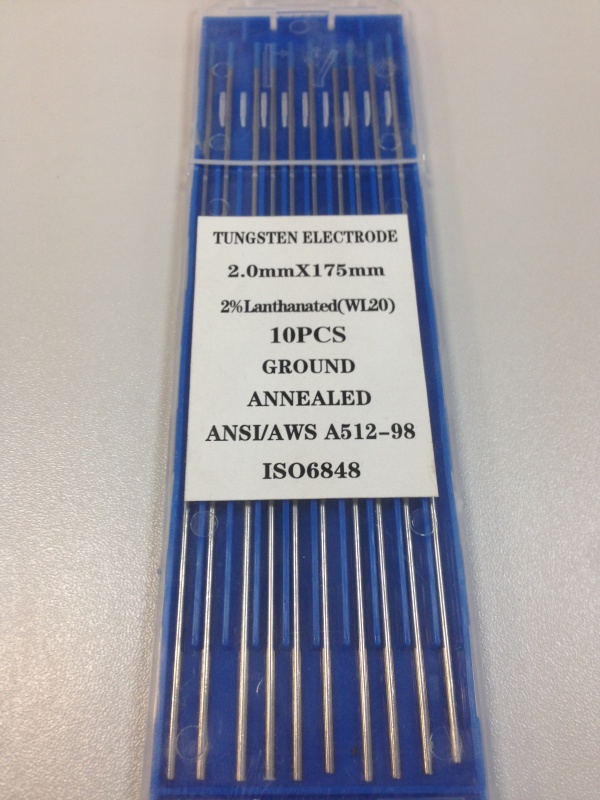 TUNGSTEN ELECTRODE
2.0mmX175mm
2%Lanthanated(WL20)
10PCS
GROUND
ANNEALED
ANSI/AWS A512-98
ISO6848